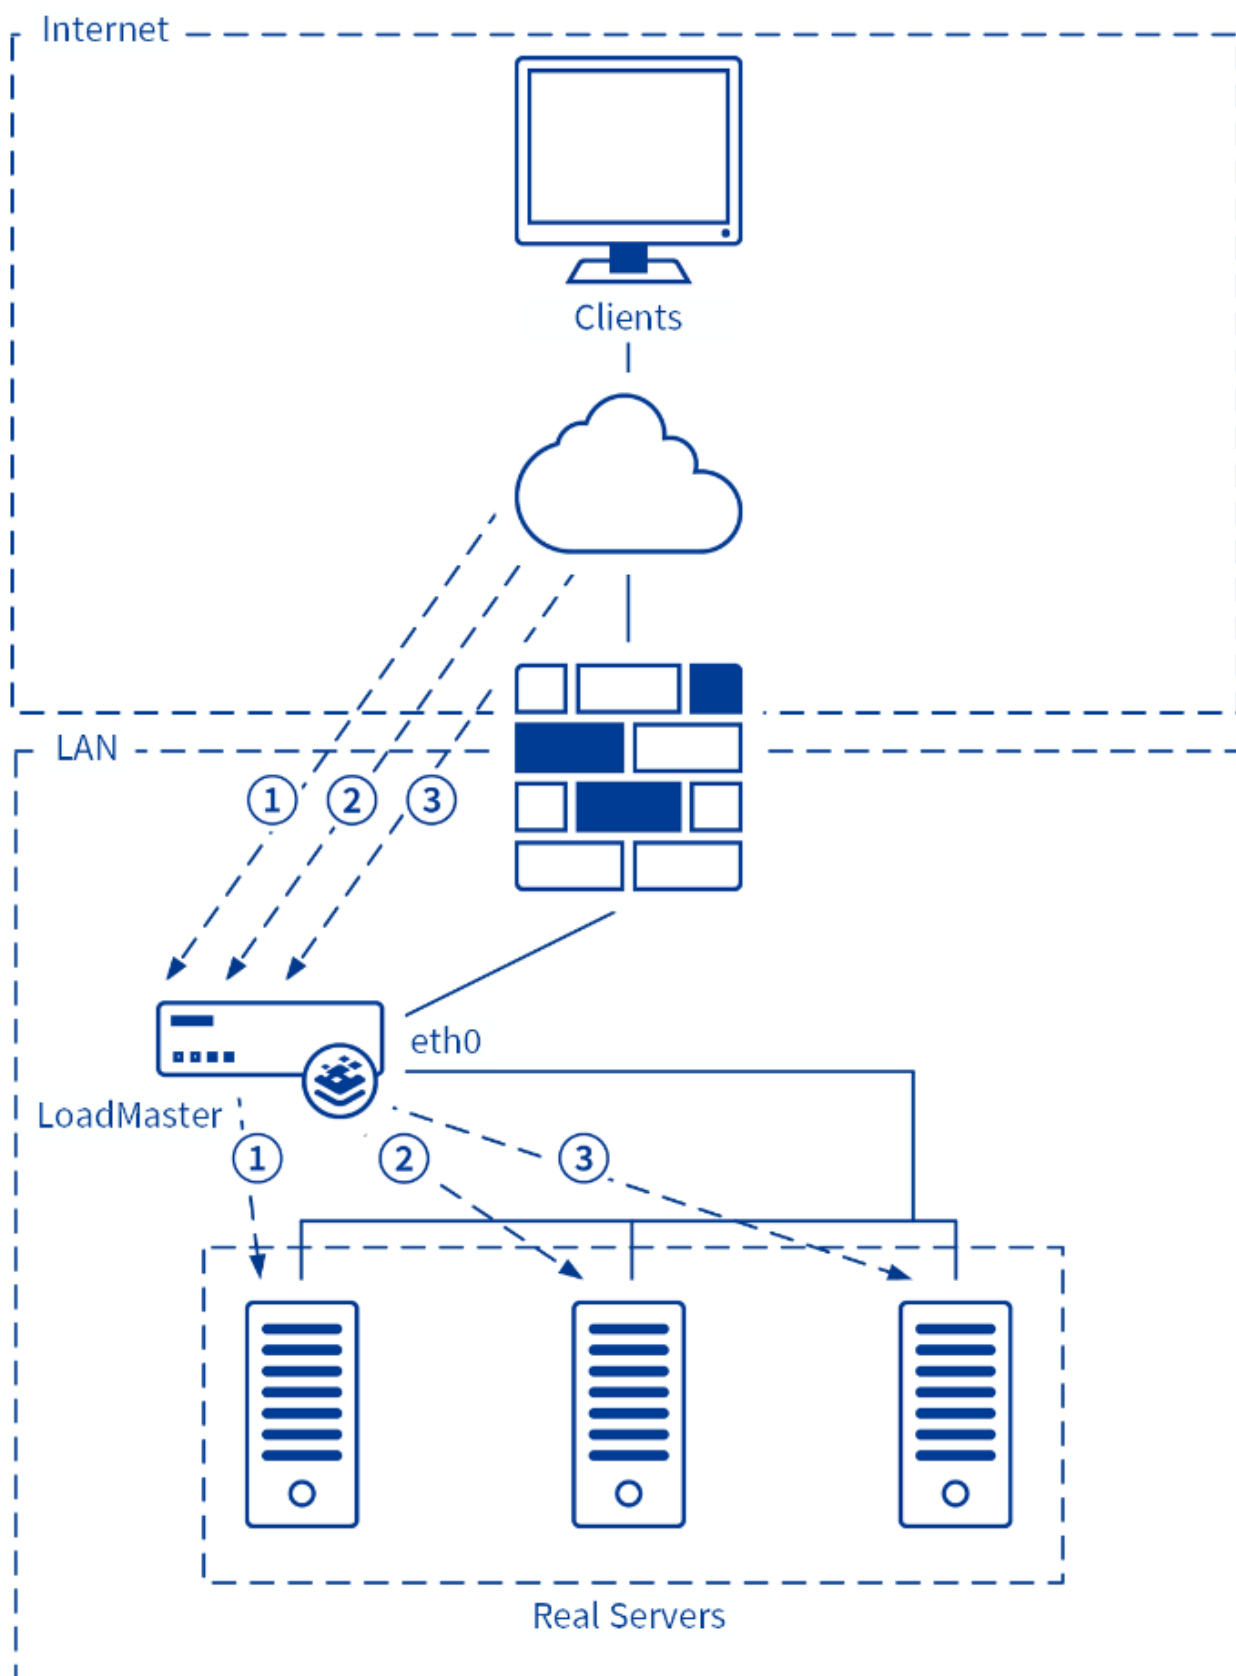 Internet
Clients
LAN
1 2 3
eth0
LoadMaster
1 2 3
Real Servers